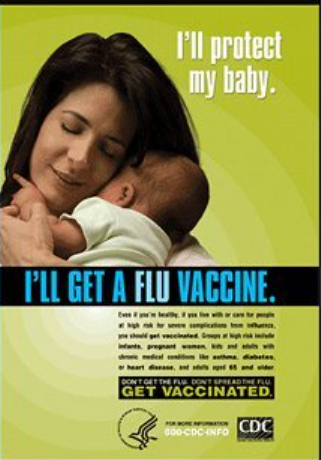 I'll protect
my baby.
I'LL GET A FLU VACCINE.
Even if you're healthy, if you live with or care for people
at high risk for severe complications from influenza,
you should get vaccinated. Groups at high risk include
infants, pregnant women, kids and adults with
chronic medical conditions like asthma, diabetes,
or heart disease, and adults aged 65 and older.
DON'T GET THE FLU. DON'T SPREAD THE FLU.
GET VACCINATED.
FOR MORE INFORMATION
800-CDC-INFO
CDC